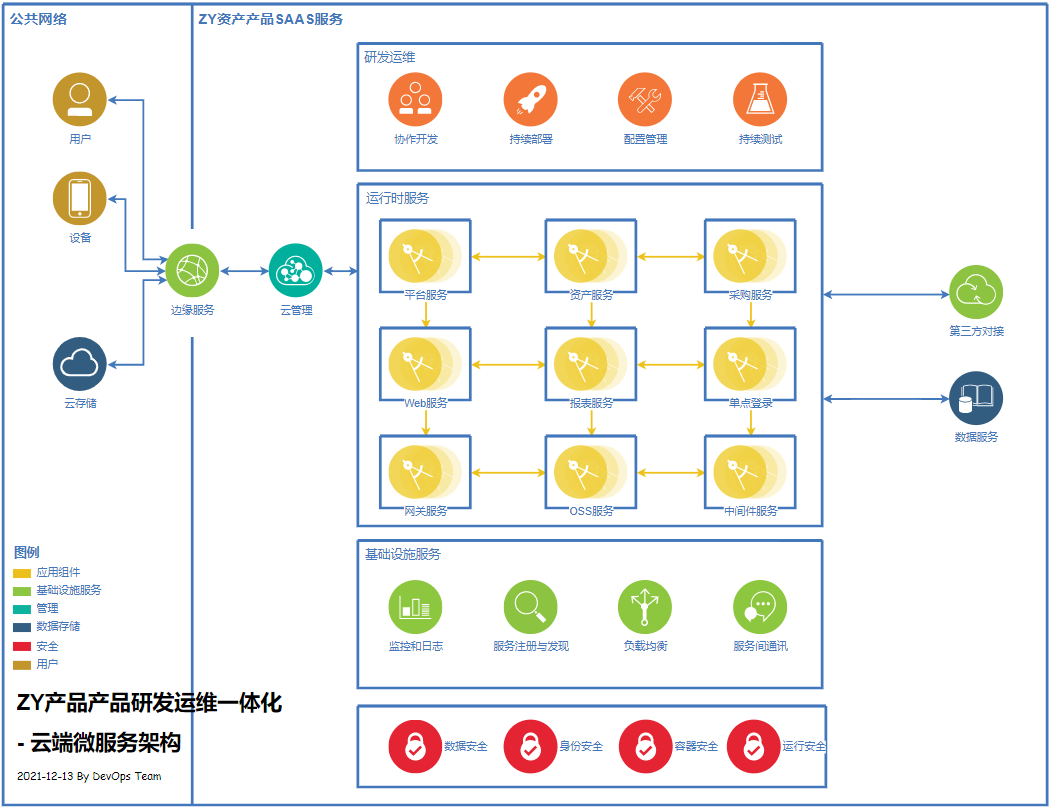 公共网络
ZY资产产品SAAS服务
研发运维
协作开发
持续部署
配置管理
持续测试
用户
设备
云存储
边缘服务
云管理
运行时服务
平台服务
资产服务
采购服务
Web服务
报表服务
单点登录
网关服务
OSS服务
中间件服务
第三方对接
数据服务
基础设施服务
监控和日志
服务注册与发现
负载均衡
服务间通讯
数据安全
身份安全
容器安全
运行安全
图例
应用组件
基础设施服务
管理
数据存储
安全
用户
ZY产品产品研发运维一体化
- 云端微服务架构
2021-12-13 By DevOps Team